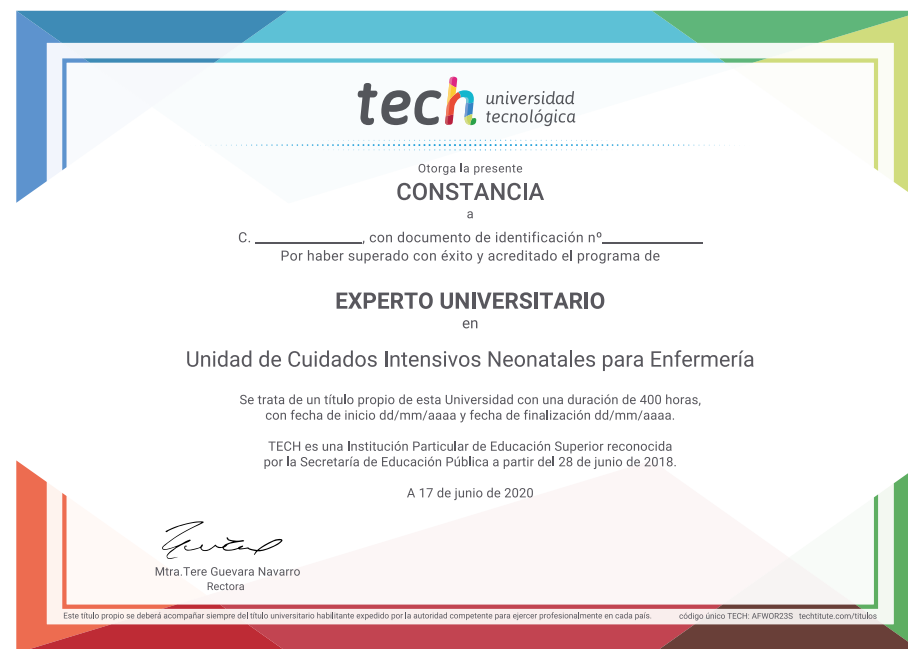 tech universidad
tecnológica
Otorga la presente
CONSTANCIA
a
C. ____________, con documento de identificación nº____________
Por haber superado con éxito y acreditado el programa de
EXPERTO UNIVERSITARIO
en
Unidad de Cuidados Intensivos Neonatales para Enfermería
Se trata de un título propio de esta Universidad con una duración de 400 horas,
con fecha de inicio dd/mm/aaaa y fecha de finalización dd/mm/aaaa.
TECH es una Institución Particular de Educación Superior reconocida
por la Secretaría de Educación Pública a partir del 28 de junio de 2018.
A 17 de junio de 2020
Mtra.Tere Guevara Navarro
Rectora
Este título propio se deberá acompañar siempre del título universitario habilitante expedido por la autoridad competente para ejercer profesionalmente en cada país. código único TECH: AFWOR23S techtitute.com/títulos